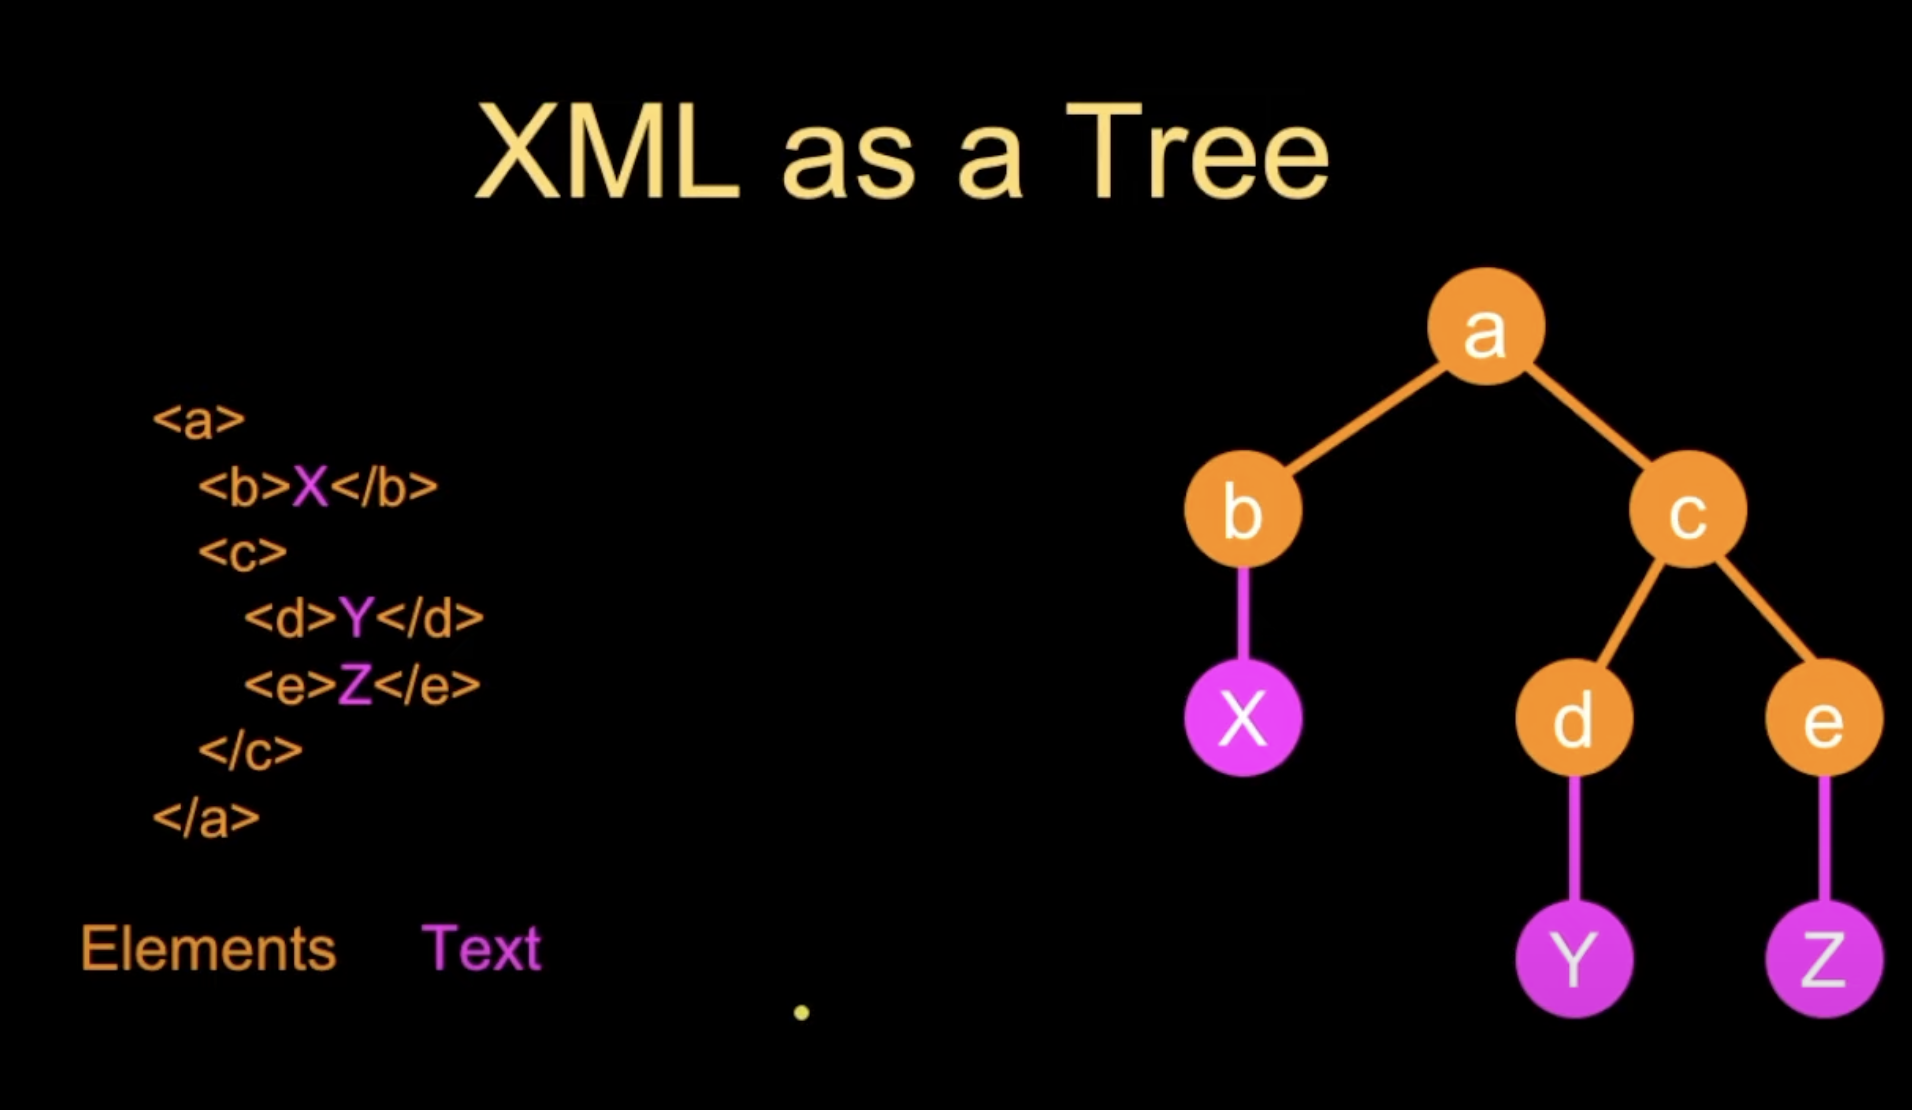 XML as a Tree
<a>
<b>X</b>
<c>
<d>Y</d>
<e>Z</e>
</c>
</a>
Elements Text
a
b c
X d e
Y Z